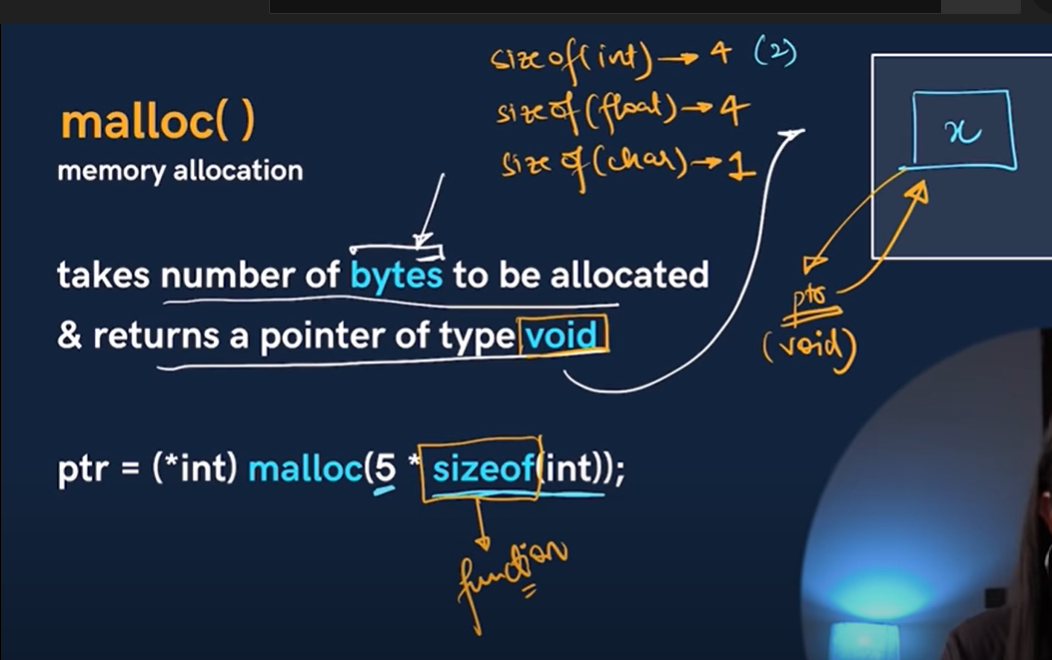 sizeof(int) → 4 (2)
sizeof(float) → 4
sizeof(char) → 1
malloc( )
memory allocation
takes number of bytes to be allocated
& returns a pointer of type void
ptr = (*int) malloc(5 * sizeof(int));
function
x
ptr
(void)